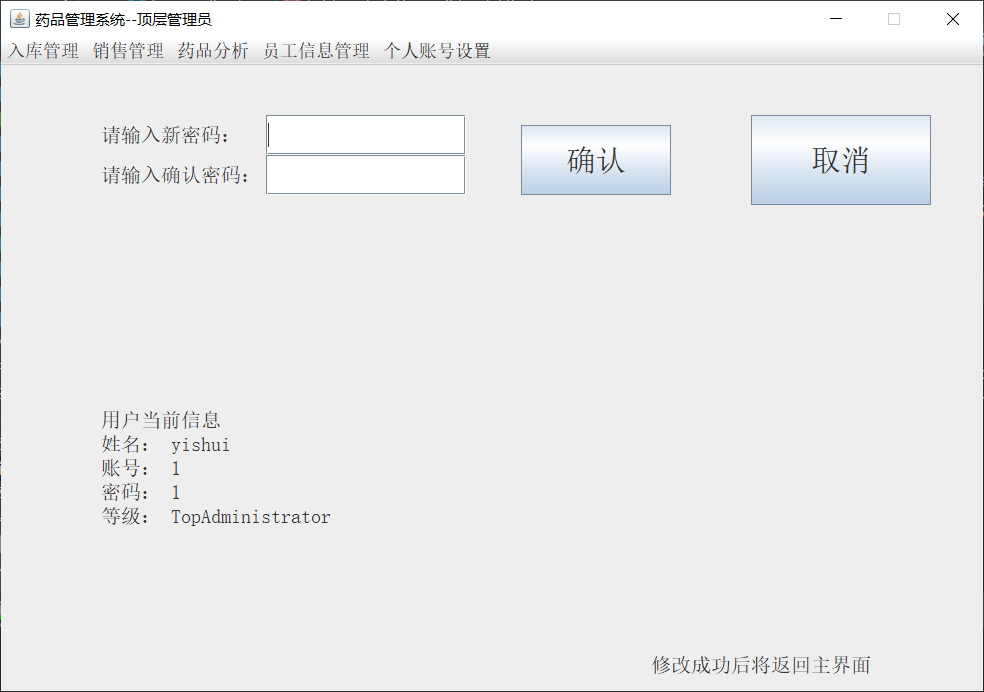 药品管理系统--顶层管理员
入库管理 销售管理 药品分析 员工信息管理 个人账号设置
请输入新密码：
请输入确认密码：
确认
取消
用户当前信息
姓名： yishui
账号： 1
密码： 1
等级： TopAdministrator
修改成功后将返回主界面